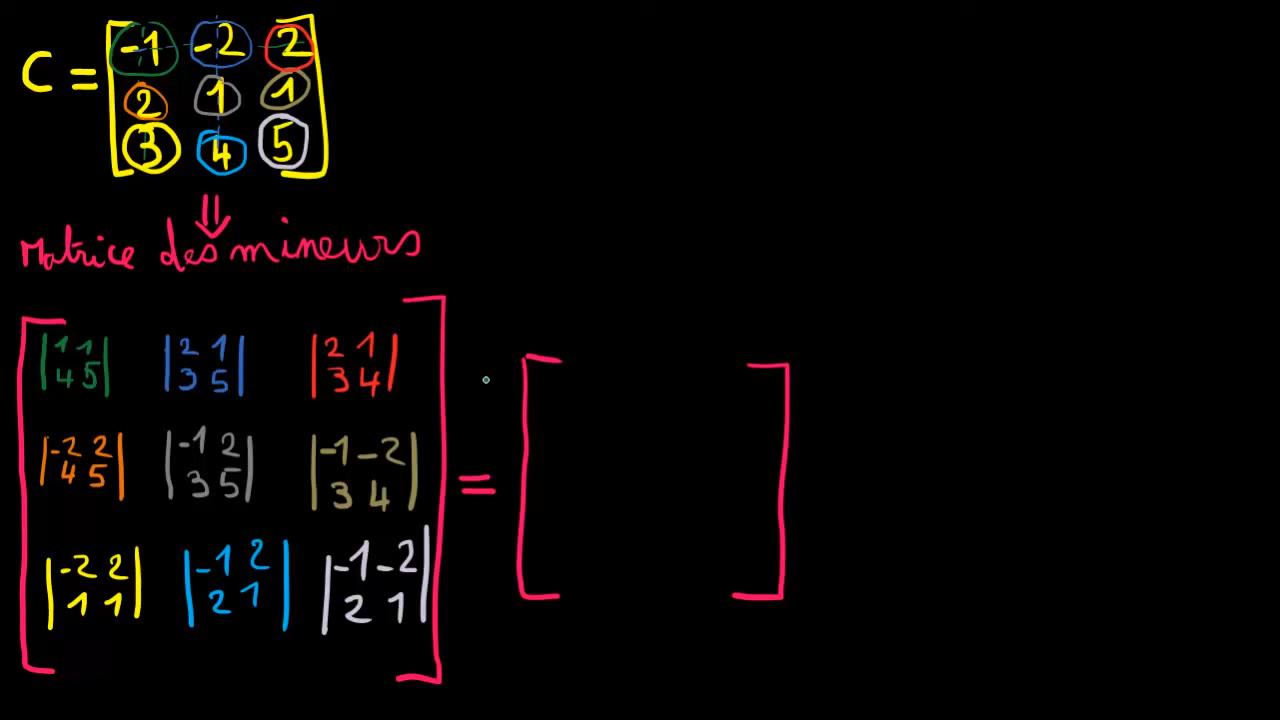 C = [-1 -2 2
2 1 1
3 4 5]
⇓
Matrice des mineurs
[|1 1| |2 1| |2 1|
|4 5| |3 5| |3 4|
|-2 2| |-1 2| |-1 -2|
|4 5| |3 5| |3 4| = [ ]
|-2 2| |-1 2| |-1 -2|
|1 1| |2 1| |2 1|]